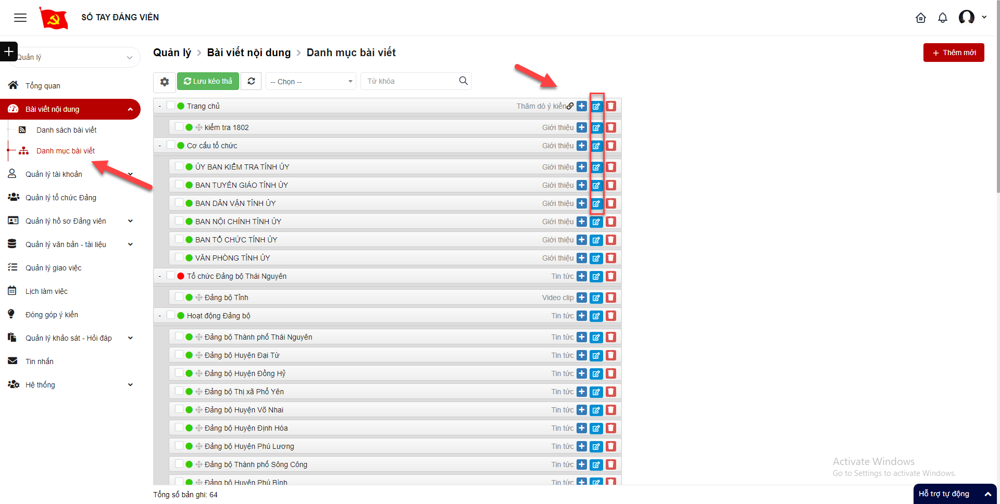 SỔ TAY ĐẢNG VIÊN
Quản lý
Tổng quan
Bài viết nội dung
Danh sách bài viết
Danh mục bài viết
Quản lý tài khoản
Quản lý tổ chức Đảng
Quản lý hồ sơ Đảng viên
Quản lý văn bản - tài liệu
Quản lý giao việc
Lịch làm việc
Đóng góp ý kiến
Quản lý khảo sát - Hỏi đáp
Tin nhắn
Hệ thống
Quản lý > Bài viết nội dung > Danh mục bài viết
+ Thêm mới
Lưu kéo thả
-- Chọn --
Từ khóa
- Trang chủ Thăm dò ý kiến
kiểm tra 1802 Giới thiệu
- Cơ cấu tổ chức Giới thiệu
ỦY BAN KIỂM TRA TỈNH ỦY Giới thiệu
BAN TUYÊN GIÁO TỈNH ỦY Giới thiệu
BAN DÂN VẬN TỈNH ỦY Giới thiệu
BAN NỘI CHÍNH TỈNH ỦY Giới thiệu
BAN TỔ CHỨC TỈNH ỦY Giới thiệu
VĂN PHÒNG TỈNH ỦY Giới thiệu
- Tổ chức Đảng bộ Thái Nguyên Tin tức
Đảng bộ Tỉnh Video clip
- Hoạt động Đảng bộ Tin tức
Đảng bộ Thành phố Thái Nguyên Tin tức
Đảng bộ Huyện Đại Từ Tin tức
Đảng bộ Huyện Đồng Hỷ Tin tức
Đảng bộ Thị xã Phổ Yên Tin tức
Đảng bộ Huyện Võ Nhai Tin tức
Đảng bộ Huyện Định Hóa Tin tức
Đảng bộ Huyện Phú Lương Tin tức
Đảng bộ Thành phố Sông Công Tin tức
Đảng bộ Huyện Phú Bình Tin tức
Tổng số bản ghi: 64
Activate Windows
Go to Settings to activate Windows.
Hỗ trợ tự động